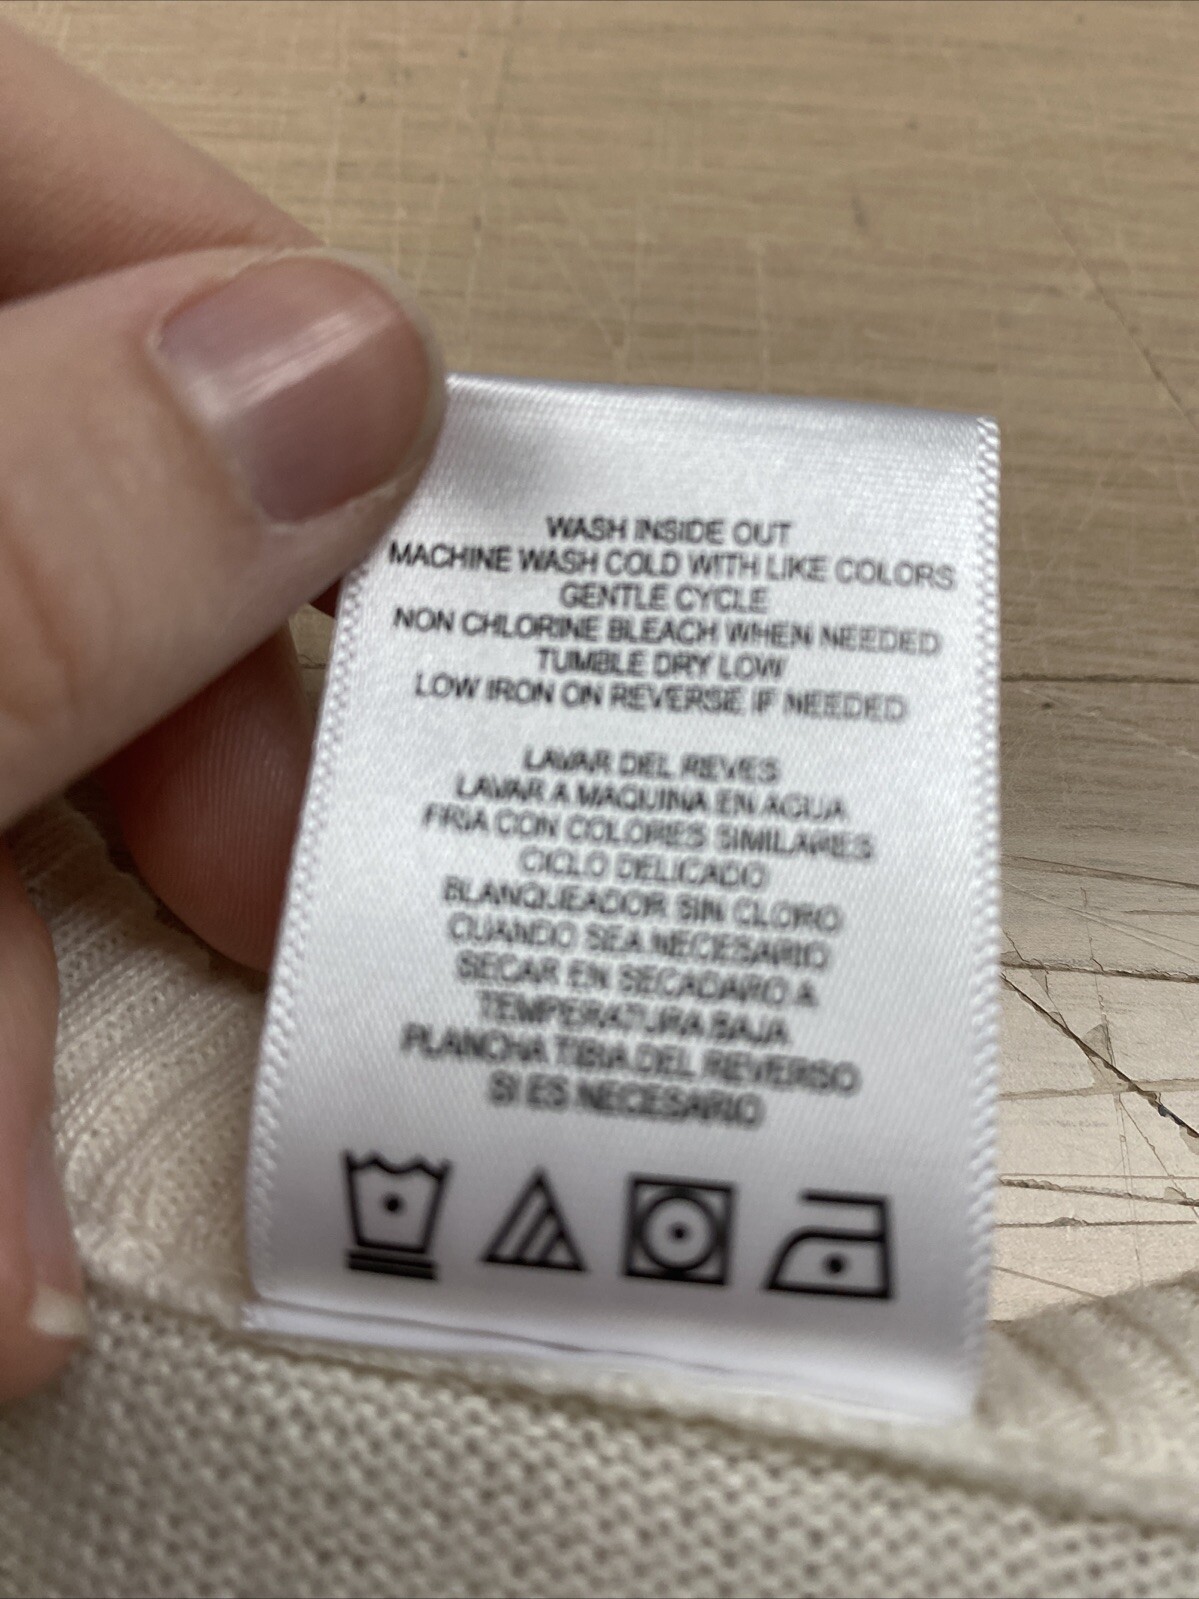 WASH INSIDE OUT
MACHINE WASH COLD WITH LIKE COLORS
GENTLE CYCLE
NON CHLORINE BLEACH WHEN NEEDED
TUMBLE DRY LOW
LOW IRON ON REVERSE IF NEEDED
LAVAR DEL REVES
LAVAR A MAQUINA EN AGUA
FRIA CON COLORES SIMILARES
CICLO DELICADO
BLANQUEADOR SIN CLORO
CUANDO SEA NECESARIO
SECAR EN SECADARO A
TEMPERATURA BAJA
PLANCHA TIBIA DEL REVERSO
SI ES NECESARIO